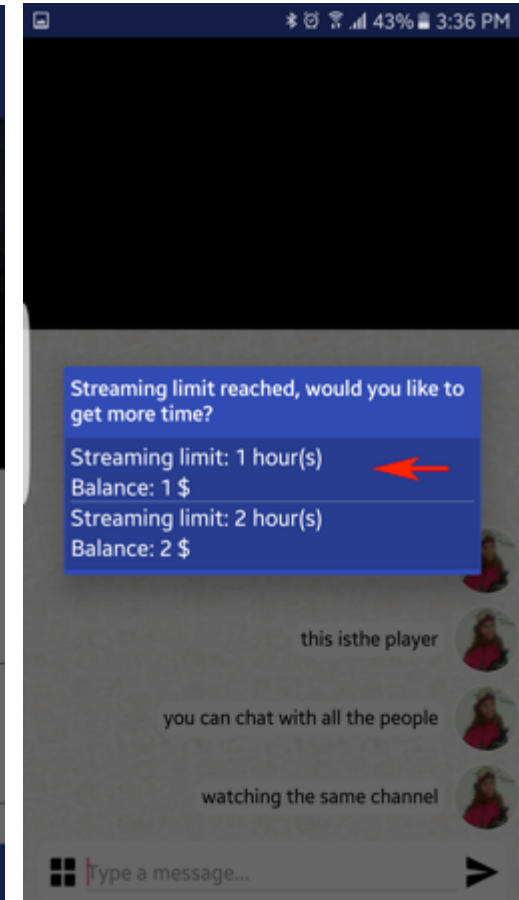 43% 3:36 PM
Streaming limit reached, would you like to
get more time?
Streaming limit: 1 hour(s)
Balance: 1 $
Streaming limit: 2 hour(s)
Balance: 2 $
this isthe player
you can chat with all the people
watching the same channel
Type a message...